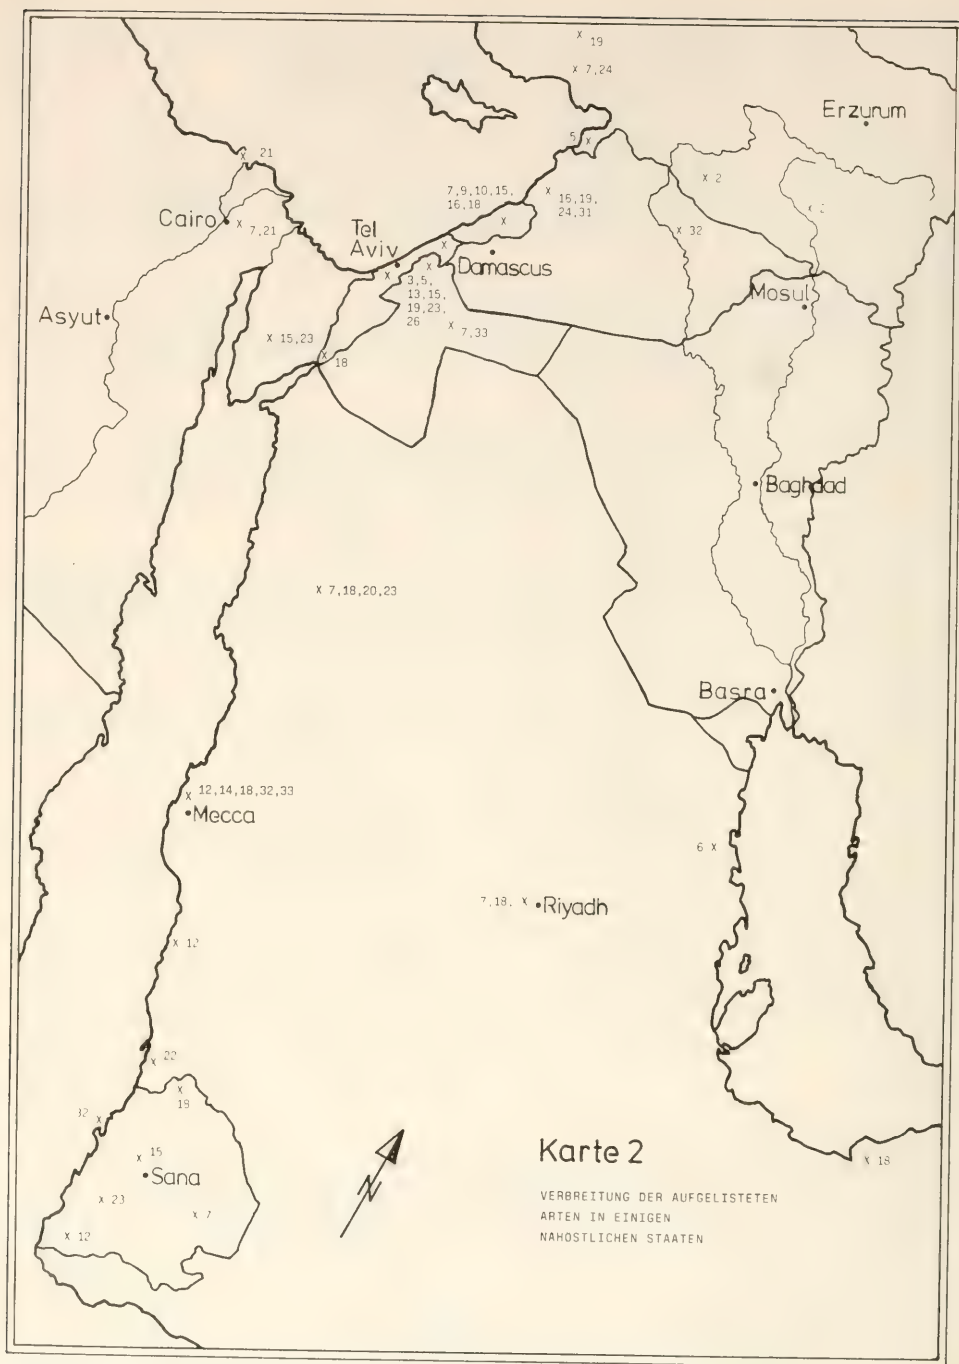 x 19
x 7,24
Erzurum
5
x
x 21
x 2
7,9,10,15,
16,18
x
x
16,19,
24,31
x 2
Cairo
x 7,21
Tel
Aviv
x 32
x
x
x
Damascus
Mosul
3,5,
13,15,
19,23,
26
Asyut
x 15,23
x 7,33
x
18
Baghdad
x 7,18,20,23
Basra
x 12,14,18,32,33
Mecca
6 x
7,18. x Riyadh
x 12
x 22
x
18
32 x
x 15
Sana
x 23
x 7
x 12
N
Karte 2
x 18
VERBREITUNG DER AUFGELISTETEN
ARTEN IN EINIGEN
NAHOSTLICHEN STAATEN